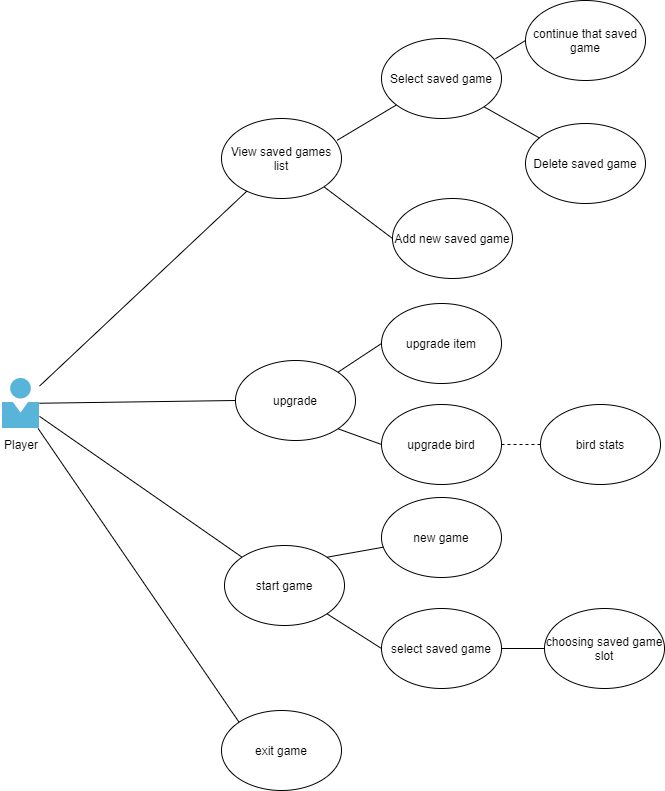 continue that saved
game
Select saved game
View saved games
list
Delete saved game
Add new saved game
upgrade item
upgrade
Player
upgrade bird
bird stats
new game
start game
select saved game
choosing saved game
slot
exit game